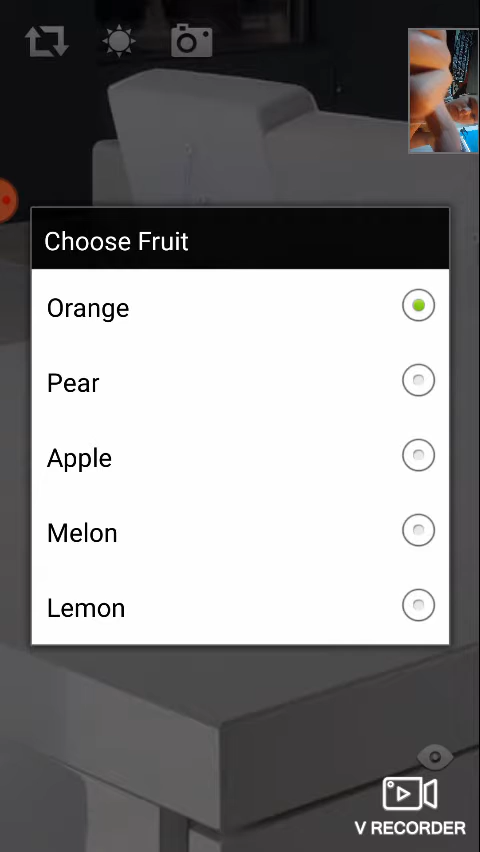 Choose Fruit
Orange
Pear
Apple
Melon
Lemon
V RECORDER